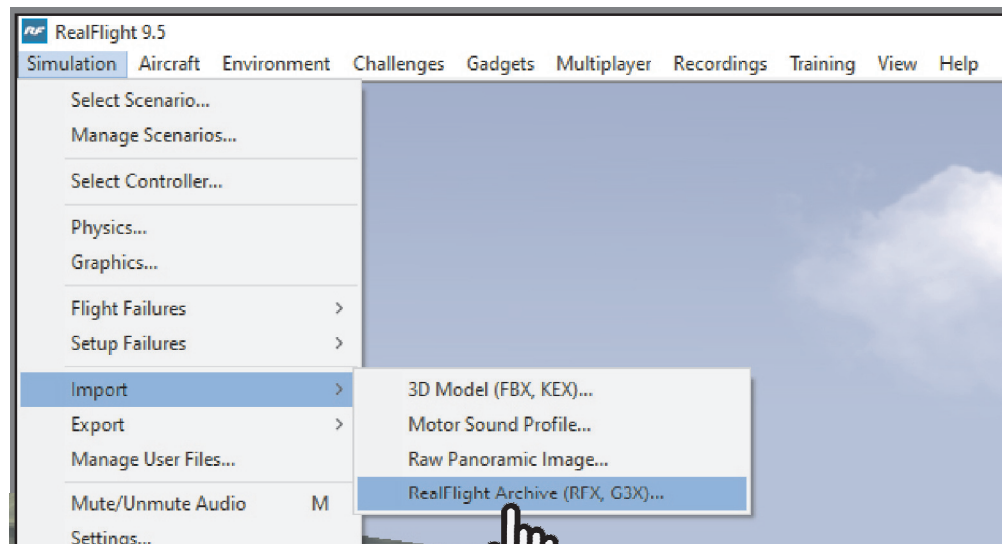 RF RealFlight 9.5
Simulation Aircraft Environment Challenges Gadgets Multiplayer Recordings Training View Help
Select Scenario...
Manage Scenarios...
Select Controller...
Physics...
Graphics...
Flight Failures >
Setup Failures >
Import >
3D Model (FBX, KEX)...
Export >
Motor Sound Profile...
Manage User Files...
Raw Panoramic Image...
RealFlight Archive (RFX, G3X)...
Mute/Unmute Audio M
Settings...